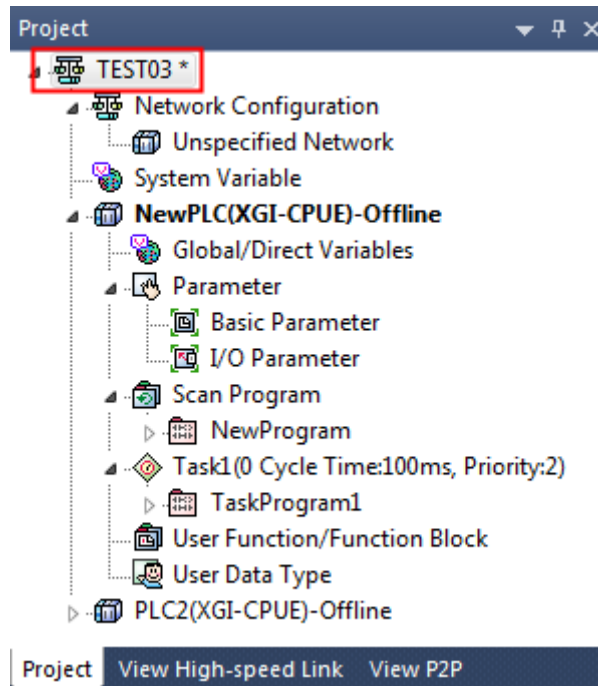 Project
TEST03 *
Network Configuration
Unspecified Network
System Variable
NewPLC(XGI-CPUE)-Offline
Global/Direct Variables
Parameter
Basic Parameter
I/O Parameter
Scan Program
NewProgram
Task1(0 Cycle Time:100ms, Priority:2)
TaskProgram1
User Function/Function Block
User Data Type
PLC2(XGI-CPUE)-Offline
Project View High-speed Link View P2P